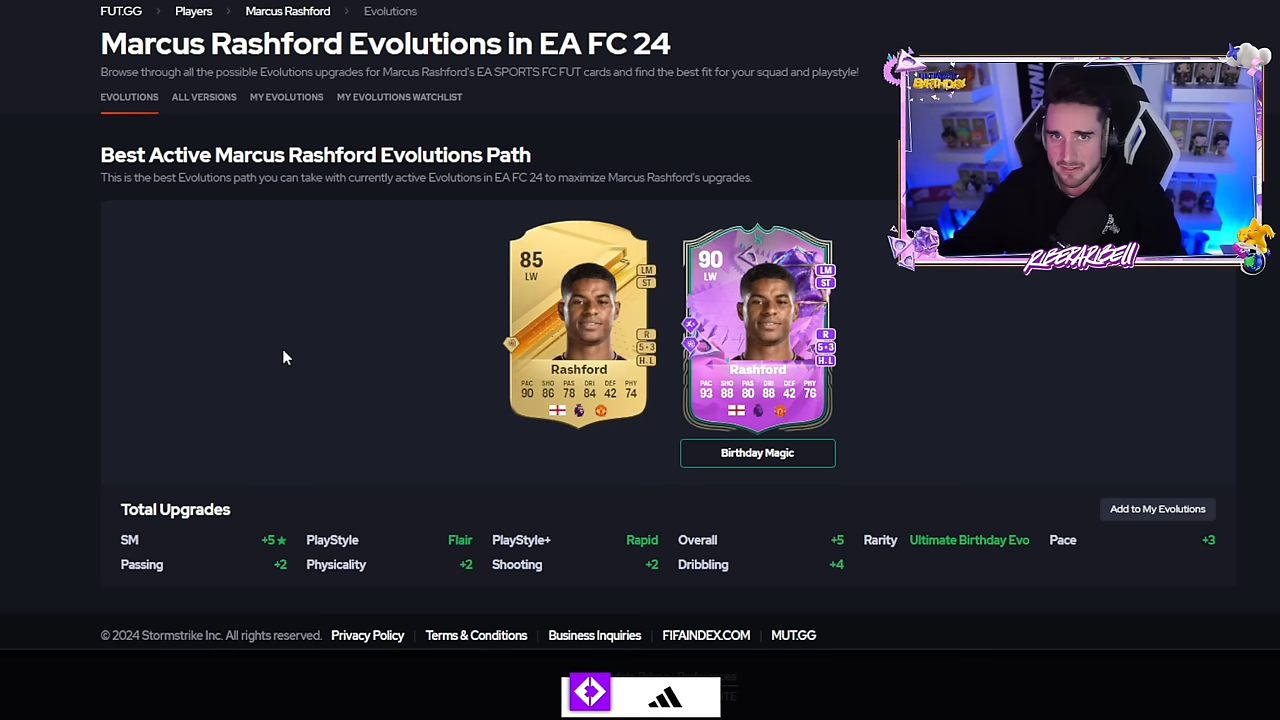 FUT.GG > Players > Marcus Rashford > Evolutions
Marcus Rashford Evolutions in EA FC 24
Browse through all the possible Evolutions upgrades for Marcus Rashford's EA SPORTS FC FUT cards and find the best fit for your squad and playstyle!
EVOLUTIONS ALL VERSIONS MY EVOLUTIONS MY EVOLUTIONS WATCHLIST
BIRTHDAY
Best Active Marcus Rashford Evolutions Path
This is the best Evolutions path you can take with currently active Evolutions in EA FC 24 to maximize Marcus Rashford's upgrades.
85
LW
LM
ST
R
5•3
H.L
Rashford
PAC SHO PAS DRI DEF PHY
90 86 78 84 42 74
90
LW
LM
ST
R
5•3
H.L
Rashford
PAC SHO PAS DRI DEF PHY
93 88 80 88 42 76
Birthday Magic
Total Upgrades
Add to My Evolutions
SM +5★ PlayStyle Flair PlayStyle+ Rapid Overall +5 Rarity Ultimate Birthday Evo Pace +3
Passing +2 Physicality +2 Shooting +2 Dribbling +4
© 2024 Stormstrike Inc. All rights reserved. Privacy Policy | Terms & Conditions | Business Inquiries | FIFAINDEX.COM | MUT.GG